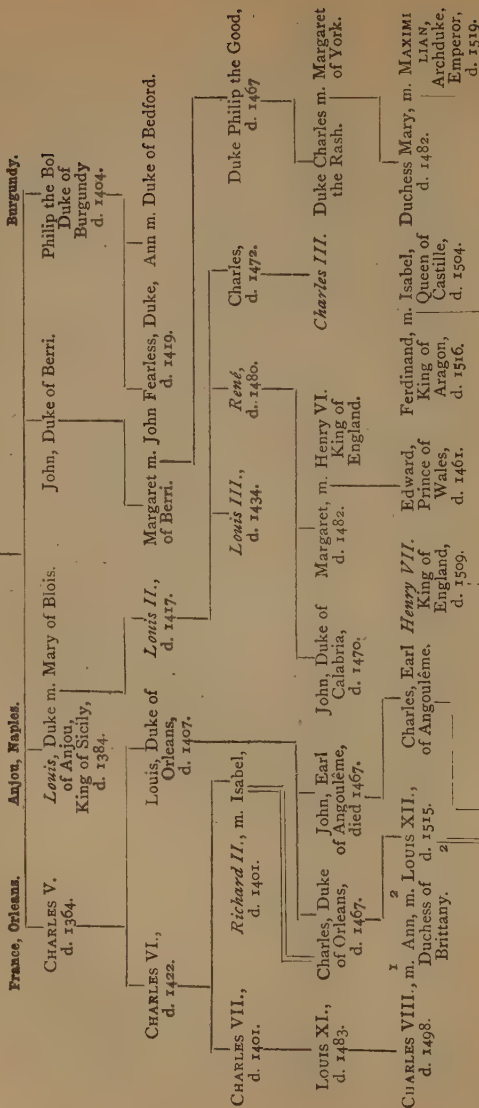 France, Orleans.
Anjou, Naples.
Burgundy.
CHARLES V.
d. 1364.
Louis, Duke m. Mary of Blois.
of Anjou,
King of Sicily,
d. 1384.
John, Duke of Berri.
Philip the Bol
Duke of
Burgundy
d. 1404.
CHARLES VI.,
d. 1422.
Louis, Duke of
Orleans,
d. 1407.
Louis II.,
d. 1417.
Margaret m. John Fearless, Duke,
of Berri.
d. 1419.
Ann m. Duke of Bedford.
CHARLES VII.,
d. 1401.
Richard II., m. Isabel,
d. 1401.
Louis III.,
d. 1434.
René,
d. 1480.
Charles,
d. 1472.
Duke Philip the Good,
d. 1467
LOUIS XI.,
d. 1483.
Charles, Duke
of Orleans,
d. 1467.
John, Earl
of Angoulême,
died 1467.
John, Duke of
Calabria,
d. 1470.
Margaret, m. Henry VI.
d. 1482.
King of
England.
Charles III.
Duke Charles m. Margaret
the Rash.
of York.
CHARLES VIII., m. Ann, m. LOUIS XII.,
d. 1498.
1
2
Duchess of
Brittany.
d. 1515.
2
Charles, Earl
of Angoulême.
Henry VII.
King of
England,
d. 1509.
Edward,
Prince of
Wales,
d. 1461.
Ferdinand, m. Isabel,
King of
Aragon,
d. 1516.
Queen of
Castille,
d. 1504.
Duchess Mary, m. MAXIMI
d. 1482.
LIAN,
Archduke,
Emperor,
d. 1519.